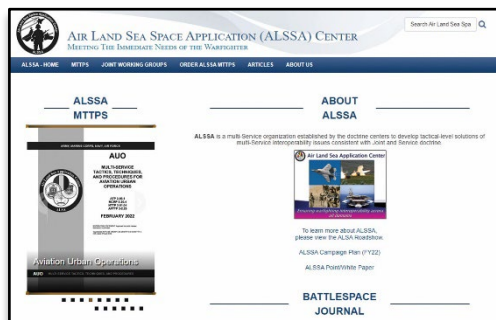 AIR LAND SEA SPACE APPLICATION (ALSSA) CENTER
MEETING THE IMMEDIATE NEEDS OF THE WARFIGHTER
Search Air Land Sea Spa
ALSSA - HOME MTTPS JOINT WORKING GROUPS ORDER ALSSA MTTPS ARTICLES ABOUT US
ALSSA
MTTPS
AUO
MULTI-SERVICE
TACTICS, TECHNIQUES,
AND PROCEDURES FOR
AVIATION URBAN
OPERATIONS
FEBRUARY 2022
Aviation Urban Operations
AUO
ABOUT
ALSSA
ALSSA is a multi-Service organization established by the doctrine centers to develop tactical-level solutions of
multi-Service interoperability issues consistent with Joint and Service doctrine.
Air Land Sea Application Center
To learn more about ALSSA,
please view the ALSA Roadshow.
ALSSA Campaign Plan (FY22)
ALSSA Point/White Paper
BATTLESPACE
JOURNAL